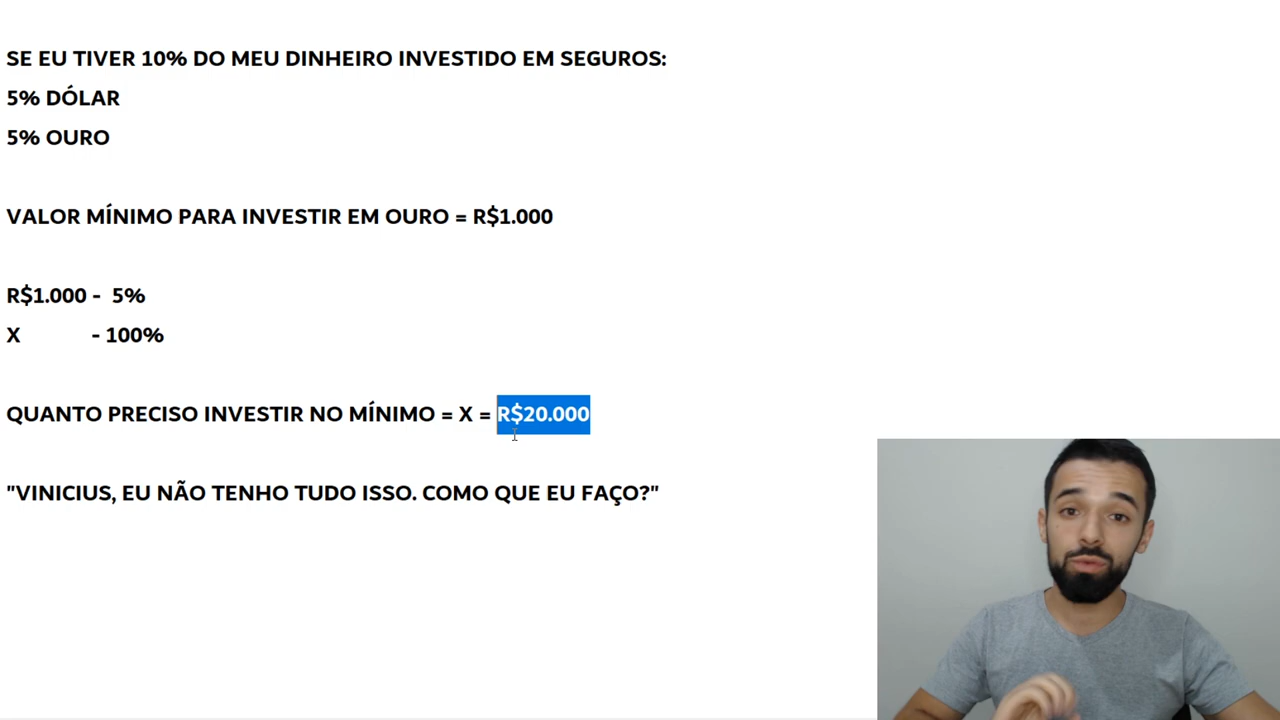 SE EU TIVER 10% DO MEU DINHEIRO INVESTIDO EM SEGUROS:
5% DÓLAR
5% OURO
VALOR MÍNIMO PARA INVESTIR EM OURO = R$1.000
R$1.000 - 5%
X - 100%
QUANTO PRECISO INVESTIR NO MÍNIMO = X = R$20.000
"VINICIUS, EU NÃO TENHO TUDO ISSO. COMO QUE EU FAÇO?"